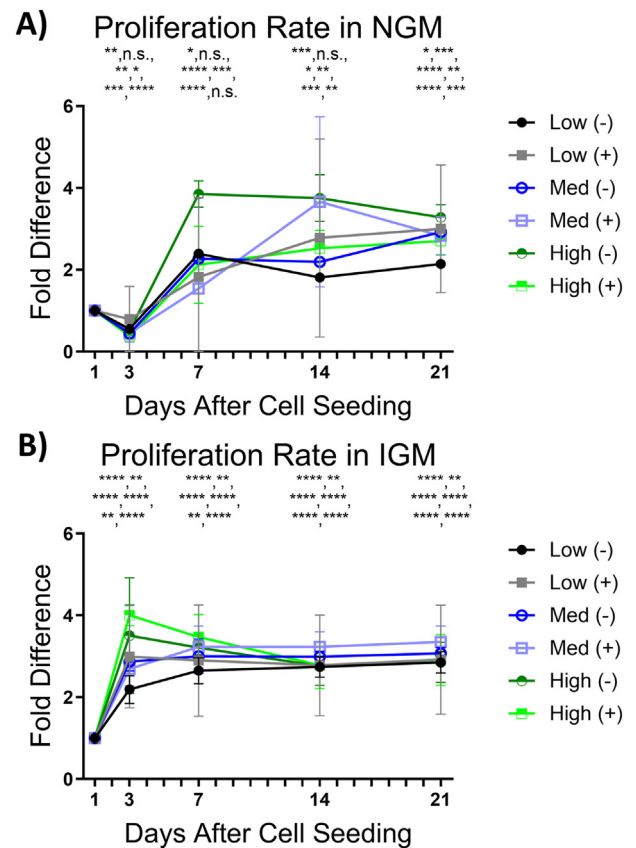 A)
Proliferation Rate in NGM
**,n.s., *,n.s., ***,n.s., *,***,
**,*, ****,***, *,**, ****,**,
***,**** ****,n.s. ***,** ****,***
6
4
2
0
Fold Difference
1 3 7 14 21
Days After Cell Seeding
Low (-)
Low (+)
Med (-)
Med (+)
High (-)
High (+)
B)
Proliferation Rate in IGM
****,**, ****,**, ****,**, ****,**,
****,****, ****,****, ****,****, ****,****,
**,**** **,**** ****,**** ****,****,
6
4
2
0
Fold Difference
1 3 7 14 21
Days After Cell Seeding
Low (-)
Low (+)
Med (-)
Med (+)
High (-)
High (+)